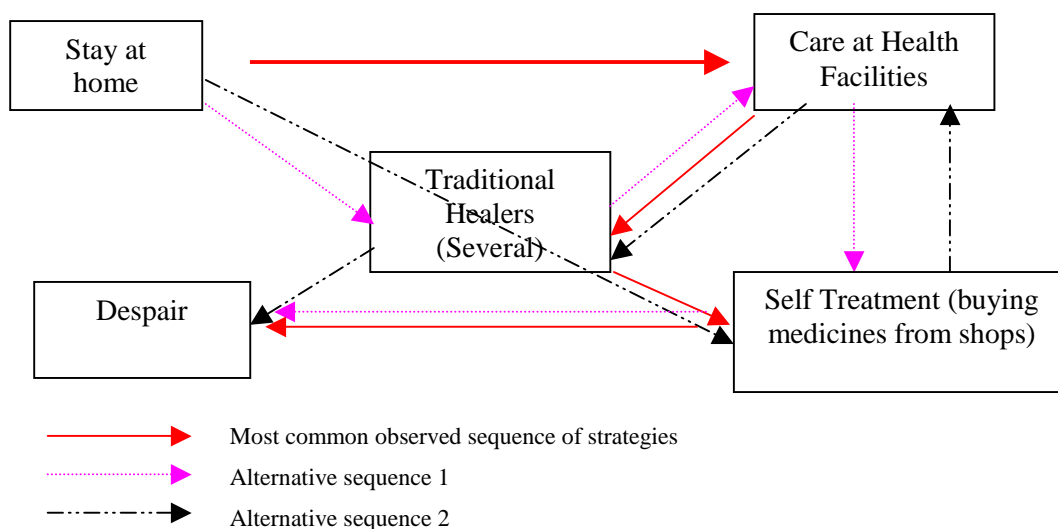 Stay at
home
Care at Health
Facilities
Traditional
Healers
(Several)
Despair
Self Treatment (buying
medicines from shops)
Most common observed sequence of strategies
Alternative sequence 1
Alternative sequence 2